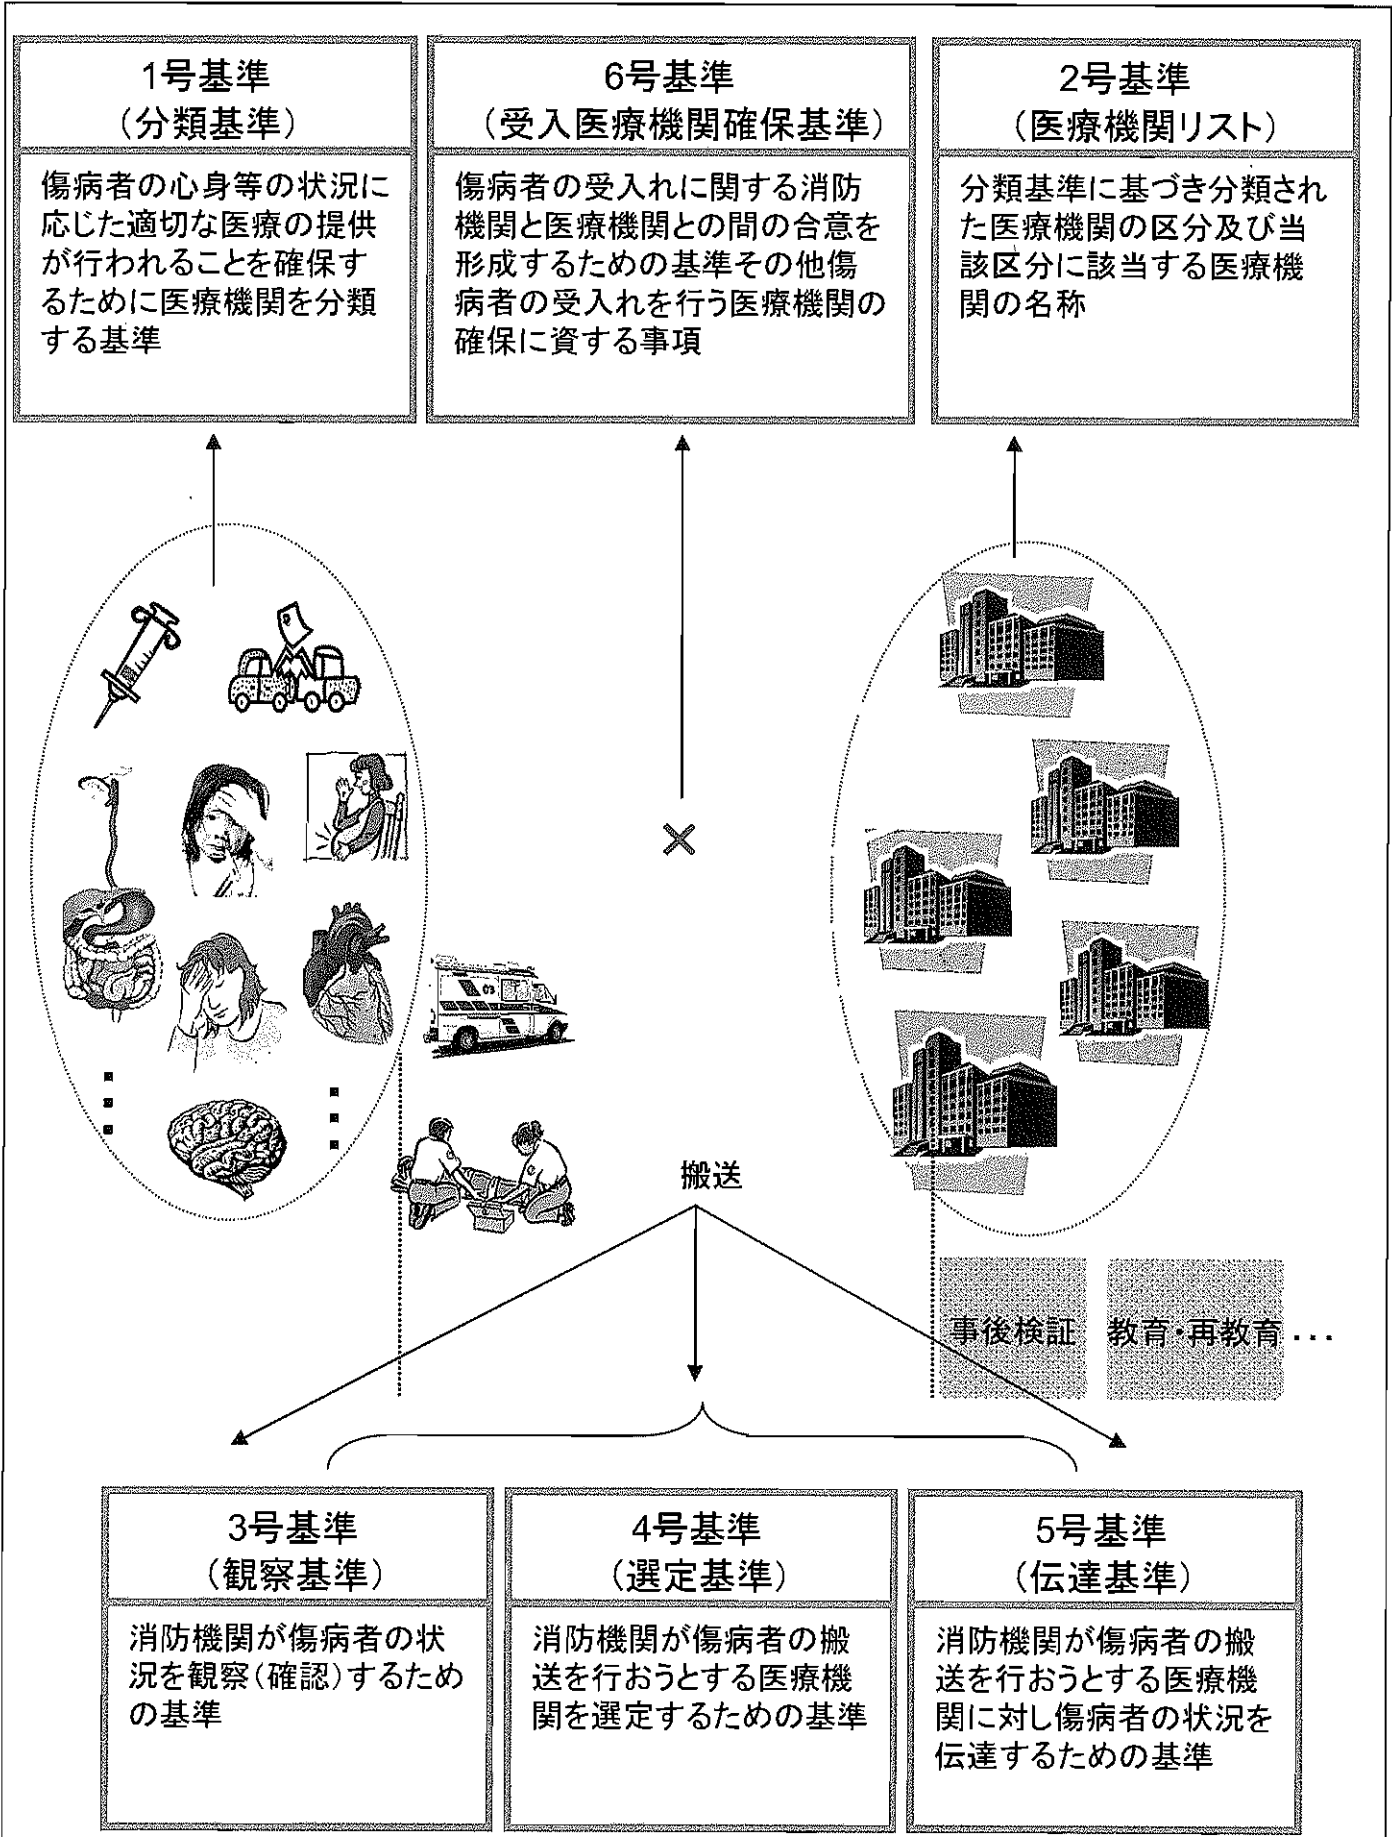 1号基準
（分類基準）
傷病者の心身等の状況に
応じた適切な医療の提供
が行われることを確保す
るために医療機関を分類
する基準
6号基準
（受入医療機関確保基準）
傷病者の受入れに関する消防
機関と医療機関との間の合意を
形成するための基準その他傷
病者の受入れを行う医療機関の
確保に資する事項
2号基準
（医療機関リスト）
分類基準に基づき分類され
た医療機関の区分及び当
該区分に該当する医療機
関の名称
×
03
搬送
事後検証
教育・再教育 ・・・
3号基準
（観察基準）
消防機関が傷病者の状
況を観察（確認）するため
の基準
4号基準
（選定基準）
消防機関が傷病者の搬
送を行おうとする医療機
関を選定するための基準
5号基準
（伝達基準）
消防機関が傷病者の搬
送を行おうとする医療機
関に対し傷病者の状況を
伝達するための基準